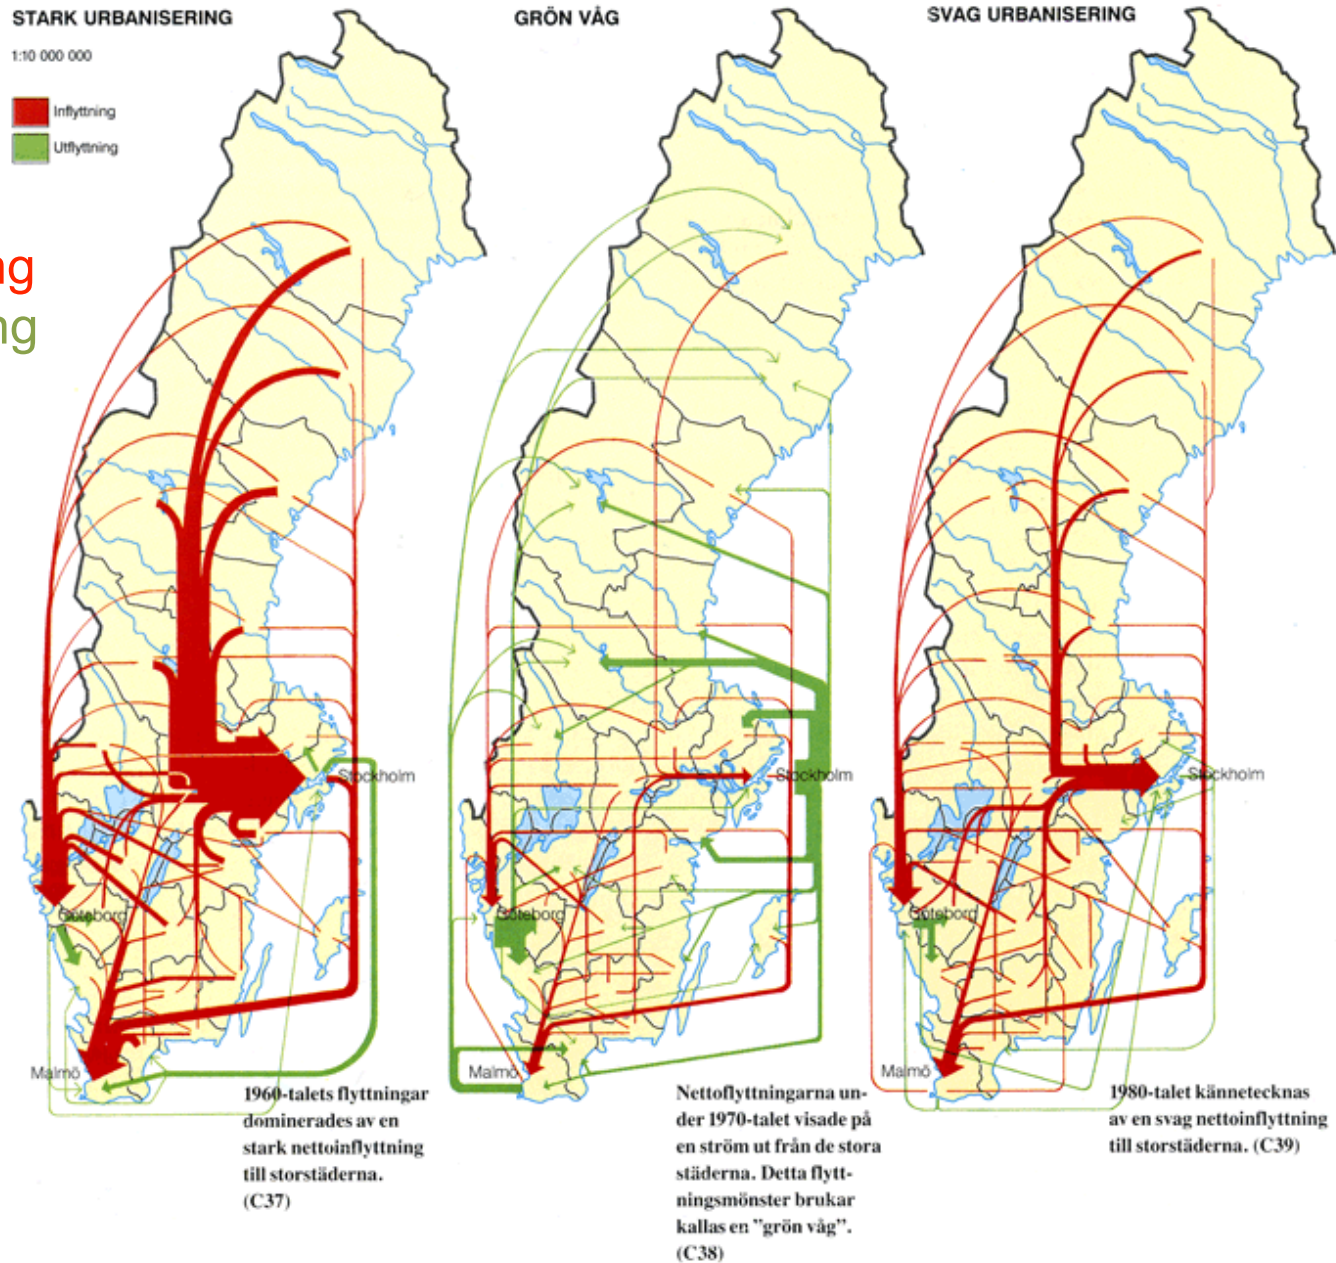 STARK URBANISERING
1:10 000 000
Inflyttning
Utflyttning
ng
ng
Stockholm
Göteborg
Malmö
1960-talets flyttningar
dominerades av en
stark nettoinflyttning
till storstäderna.
(C37)
GRÖN VÅG
Stockholm
Göteborg
Malmö
Nettoflyttningarna un-
der 1970-talet visade på
en ström ut från de stora
städerna. Detta flytt-
ningsmönster brukar
kallas en ”grön våg”.
(C38)
SVAG URBANISERING
Stockholm
Göteborg
Malmö
1980-talet kännetecknas
av en svag nettoinflyttning
till storstäderna. (C39)